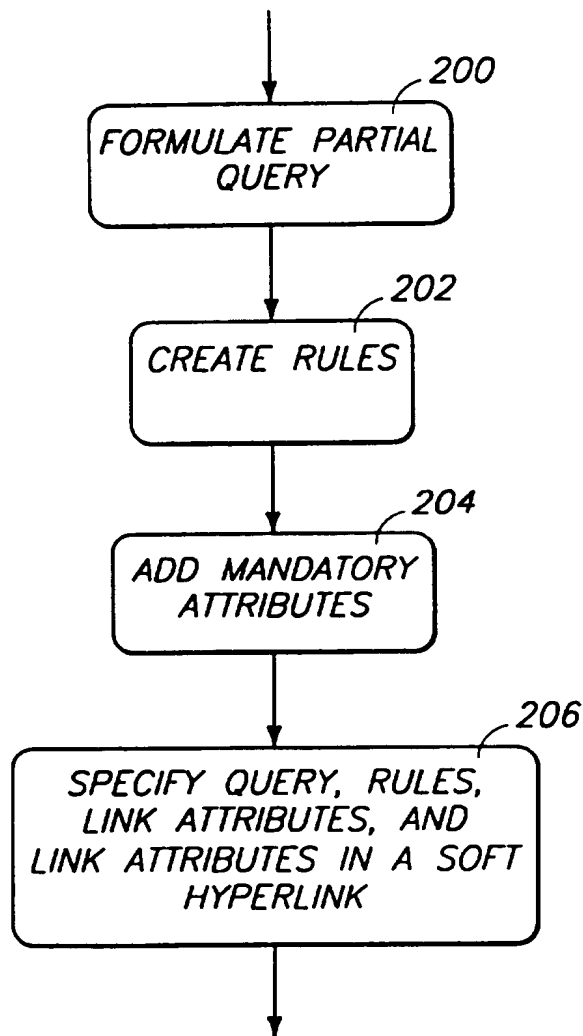 200
FORMULATE PARTIAL
QUERY
202
CREATE RULES
204
ADD MANDATORY
ATTRIBUTES
206
SPECIFY QUERY, RULES,
LINK ATTRIBUTES, AND
LINK ATTRIBUTES IN A SOFT
HYPERLINK